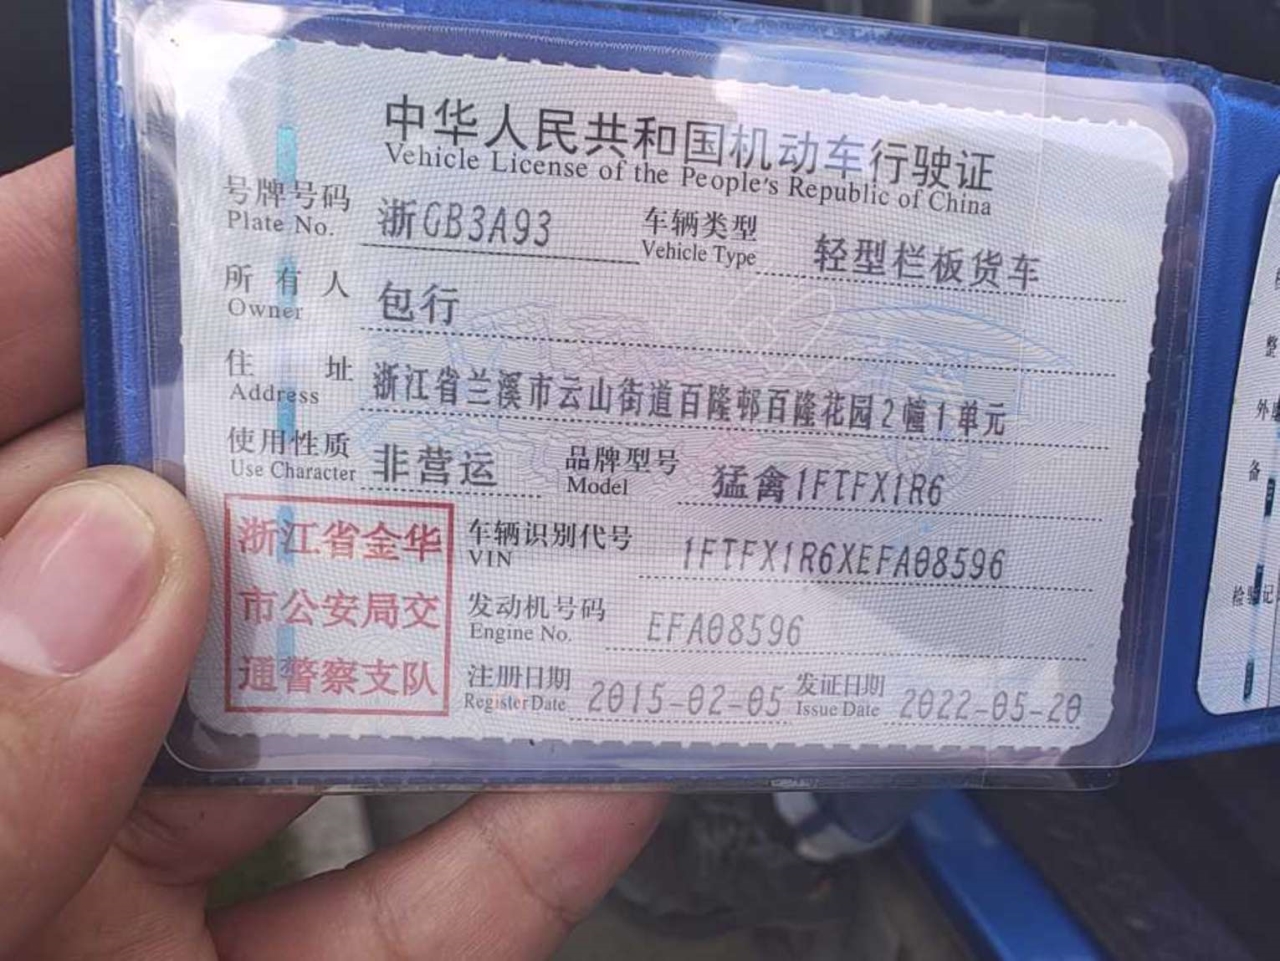 中华人民共和国机动车行驶证
Vehicle License of the People's Republic of China
号牌号码 浙GB3A93 车辆类型 轻型栏板货车
Plate No. Vehicle Type
所有人 包行
Owner
住址 浙江省兰溪市云山街道百隆邨百隆花园2幢1单元
Address
使用性质 非营运 品牌型号 猛禽1FTFX1R6
Use Character Model
浙江省金华
市公安局交
通警察支队
车辆识别代号 1FTFX1R6XEFA08596
VIN
发动机号码 EFA08596
Engine No.
注册日期 2015-02-05 发证日期 2022-05-20
Register Date Issue Date
整
外
备
检验记